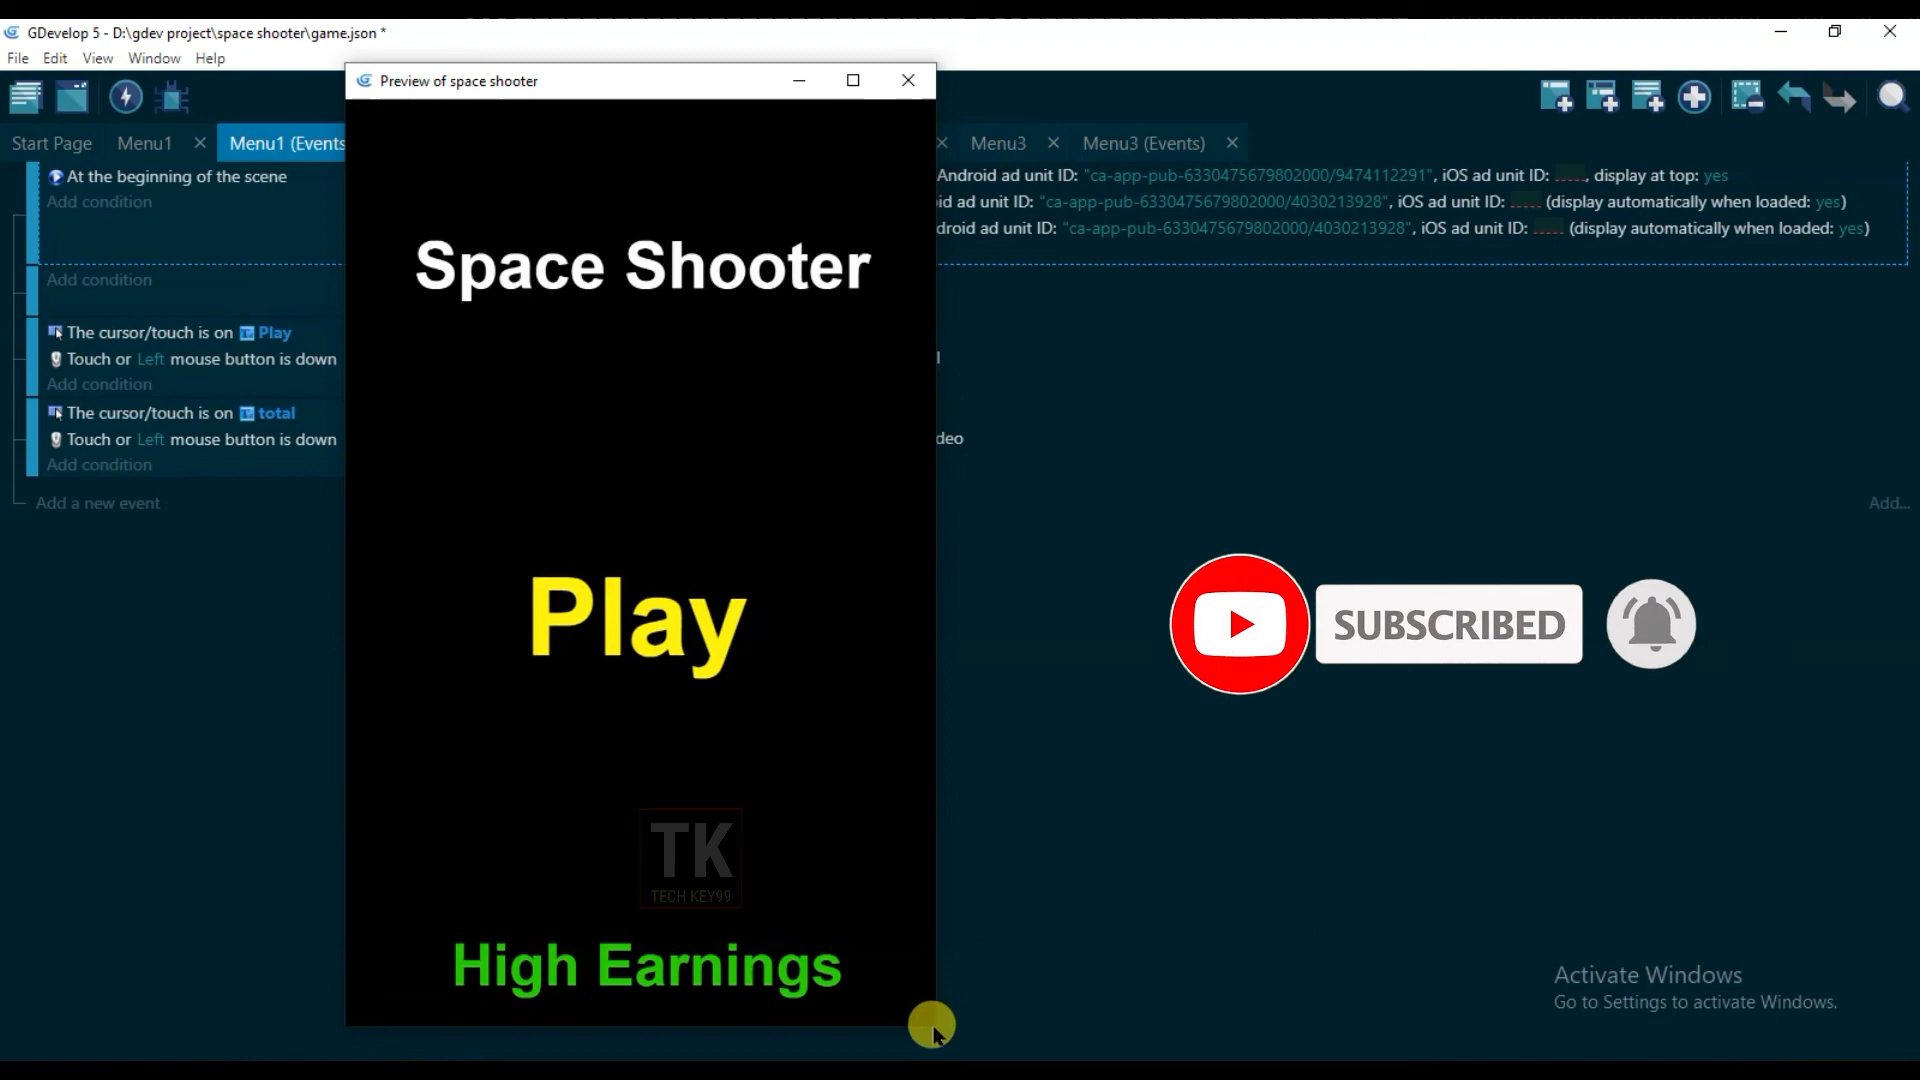 GDevelop 5 - D:\gdev project\space shooter\game.json *
File Edit View Window Help
Preview of space shooter
Start Page Menu1 Menu1 (Events Menu3 Menu3 (Events)
At the beginning of the scene
Add condition
Android ad unit ID: "ca-app-pub-6330475679802000/9474112291", iOS ad unit ID: , display at top: yes
id ad unit ID: "ca-app-pub-6330475679802000/4030213928", iOS ad unit ID: (display automatically when loaded: yes)
droid ad unit ID: "ca-app-pub-6330475679802000/4030213928", iOS ad unit ID: (display automatically when loaded: yes)
Add condition
The cursor/touch is on Play
Touch or Left mouse button is down
Add condition
The cursor/touch is on total
Touch or Left mouse button is down
deo
Add condition
Add a new event
Add...
Space Shooter
Play
TK
TECH KEY99
High Earnings
SUBSCRIBED
Activate Windows
Go to Settings to activate Windows.